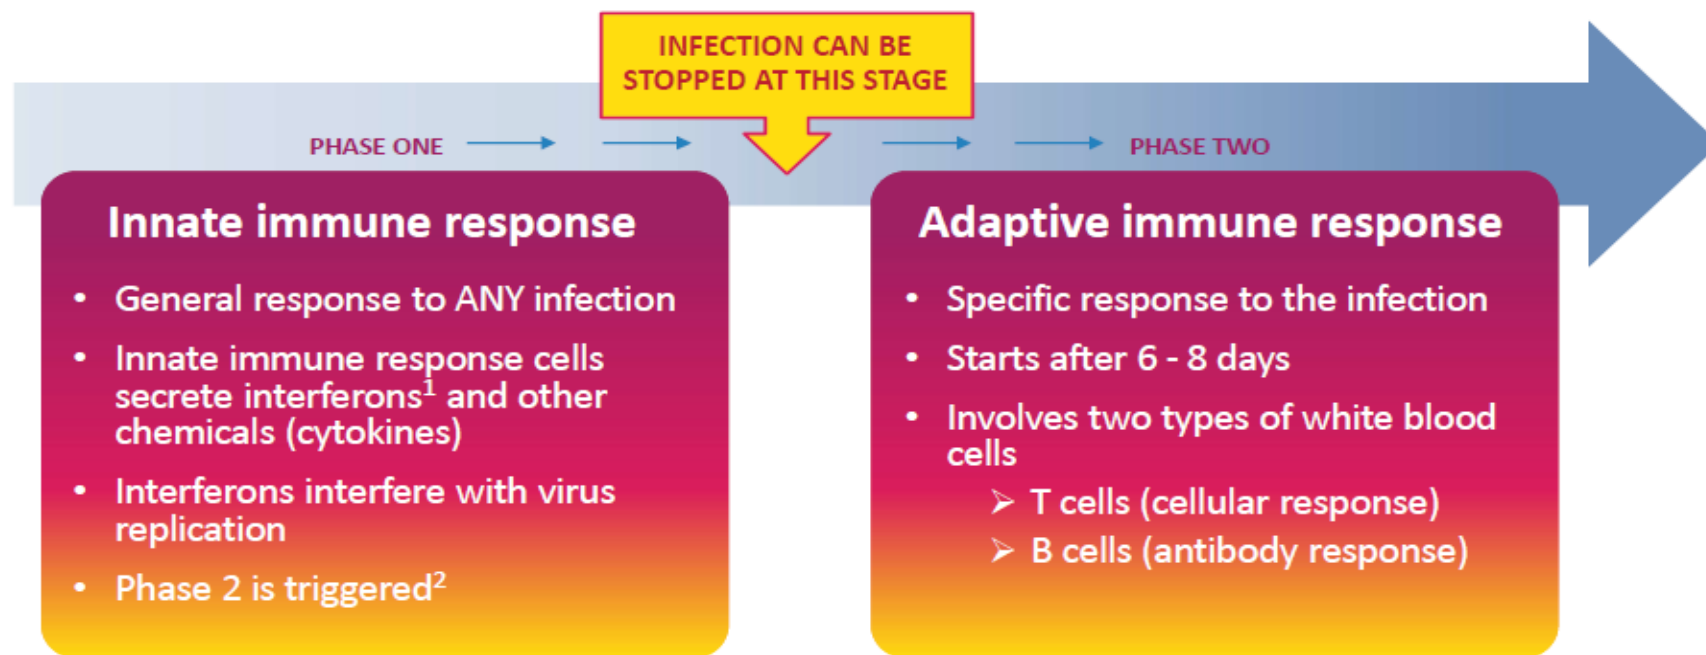 INFECTION CAN BE
STOPPED AT THIS STAGE
PHASE ONE
PHASE TWO
Innate immune response
• General response to ANY infection
• Innate immune response cells
secrete interferons¹ and other
chemicals (cytokines)
• Interferons interfere with virus
replication
• Phase 2 is triggered²
Adaptive immune response
• Specific response to the infection
• Starts after 6 - 8 days
• Involves two types of white blood
cells
➢ T cells (cellular response)
➢ B cells (antibody response)